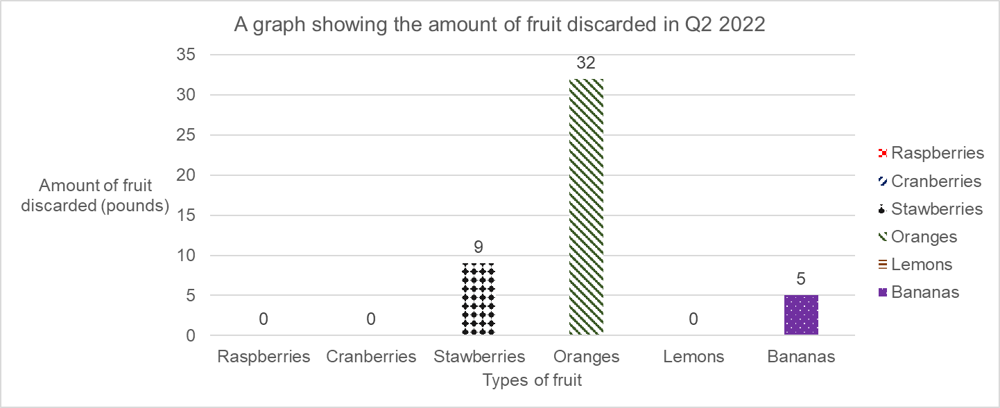 A graph showing the amount of fruit discarded in Q2 2022
35
30
25
20
15
10
5
0
Amount of fruit
discarded (pounds)
0
0
9
32
0
5
Raspberries
Cranberries
Stawberries
Oranges
Lemons
Bananas
Types of fruit
Raspberries
Cranberries
Stawberries
Oranges
Lemons
Bananas